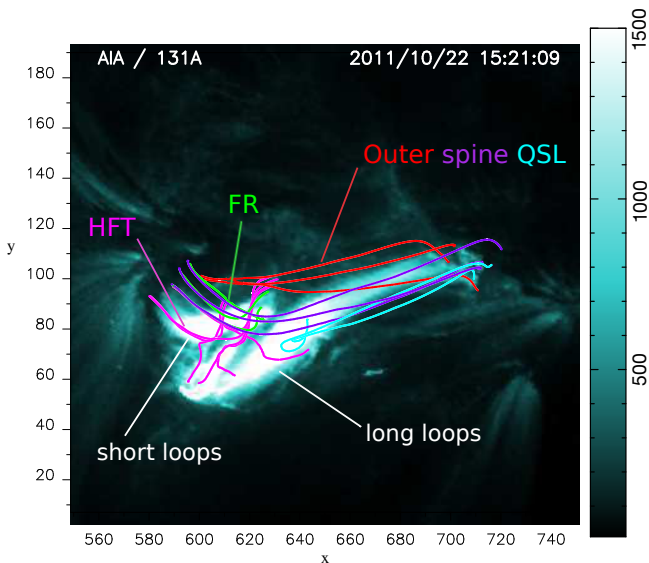 AIA / 131A 2011/10/22 15:21:09
Outer spine QSL
FR
HFT
short loops
long loops
180
160
140
120
100
80
60
40
20
y
560 580 600 620 640 660 680 700 720 740
x
1500
1000
500